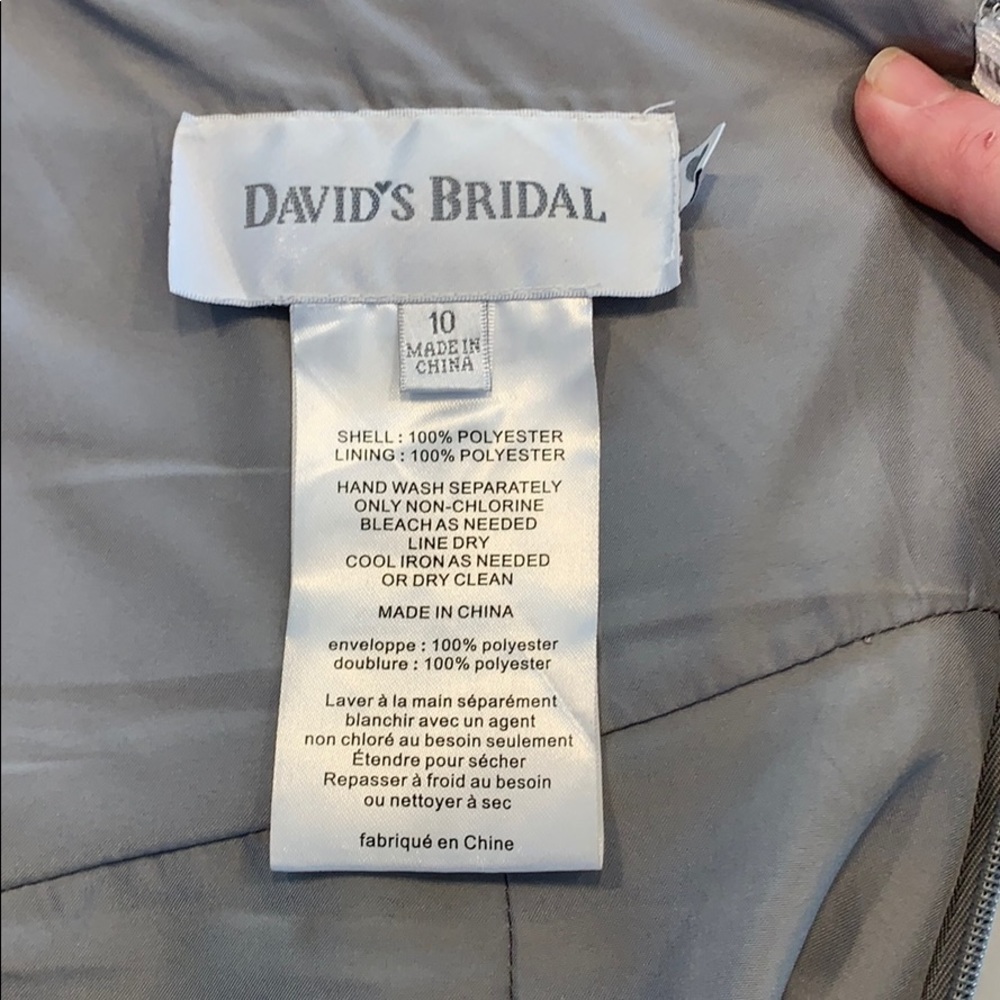 DAVID'S BRIDAL
10
MADE IN
CHINA
SHELL : 100% POLYESTER
LINING : 100% POLYESTER
HAND WASH SEPARATELY
ONLY NON-CHLORINE
BLEACH AS NEEDED
LINE DRY
COOL IRON AS NEEDED
OR DRY CLEAN
MADE IN CHINA
enveloppe : 100% polyester
doublure : 100% polyester
Laver à la main séparément
blanchir avec un agent
non chloré au besoin seulement
Étendre pour sécher
Repasser à froid au besoin
ou nettoyer à sec
fabriqué en Chine